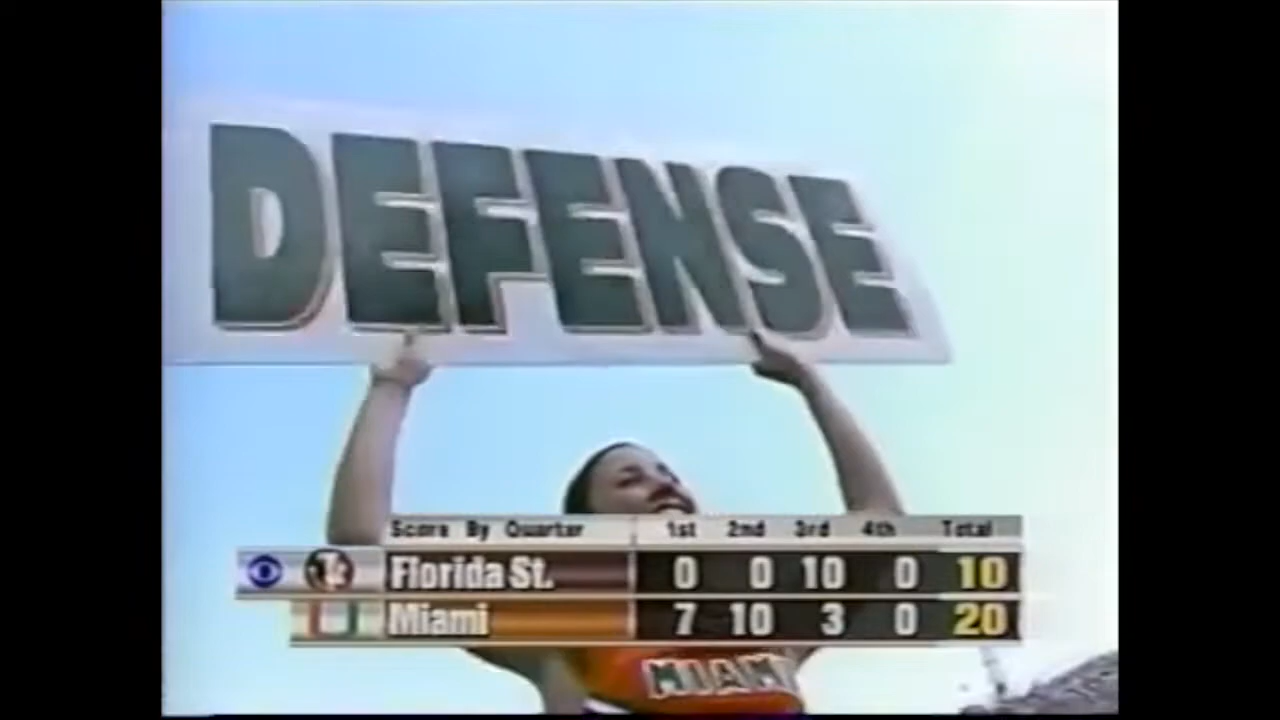 DEFENSE
Score By Quarter 1st 2nd 3rd 4th Total
Florida St. 0 0 10 0 10
Miami 7 10 3 0 20
MIAMI